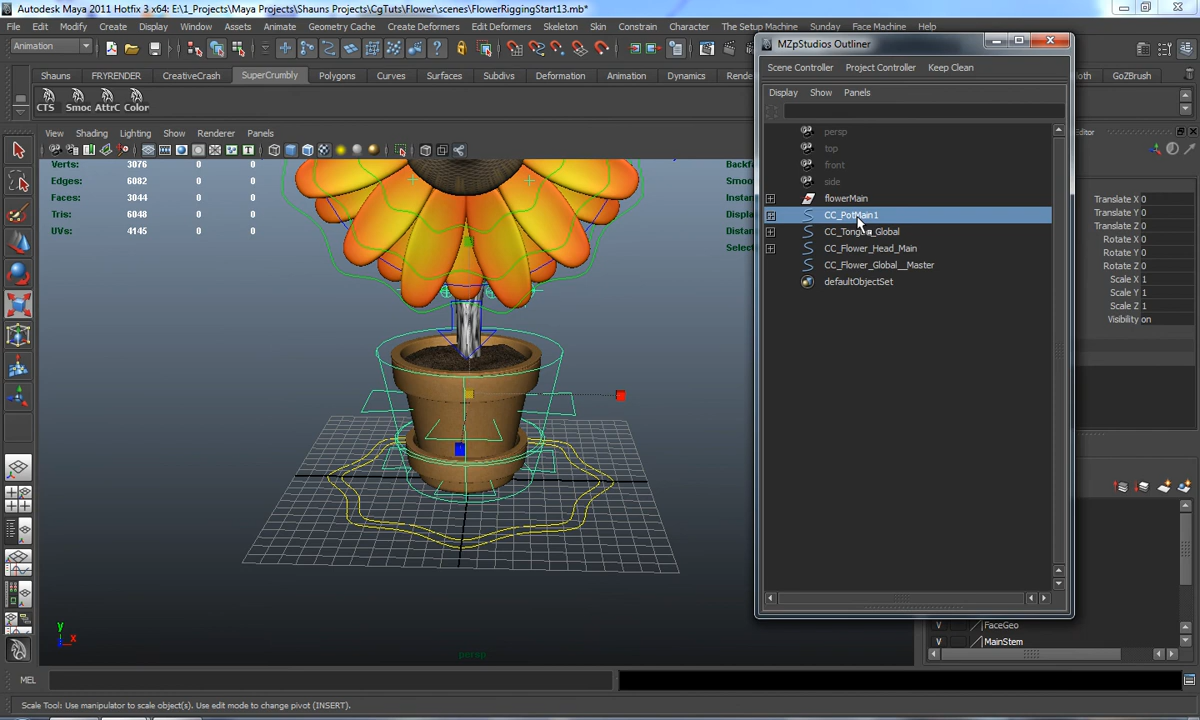 Autodesk Maya 2011 Hotfix 3 x64: E:\1_Projects\Maya Projects\Shauns Projects\CgTuts\Flower\scenes\FlowerRiggingStart13.mb*
File Edit Modify Create Display Window Assets Animate Geometry Cache Create Deformers Edit Deformers Skeleton Skin Constrain Character The Setup Machine Sunday
MZpStudios Outliner
Animation
Scene Controller Project Controller Keep Clean
Shauns FRYRENDER CreativeCrash SuperCrumbly Polygons Curves Surfaces Subdivs Deformation Animation Dynamics GoZBrush
Display Show Panels
CTS Smoc AttrC Color
View Shading Lighting Show Renderer Panels
persp
top
front
side
Verts: 3076 0 0
Edges: 6082 0 0
Faces: 3044 0 0
Tris: 6048 0 0
UVs: 4145 0 0
flowerMain
CC_PotMain1
CC_Flower_Head_Main
CC_Flower_Global__Master
defaultObjectSet
Translate X 0
Translate Y 0
Translate Z 0
Rotate X 0
Rotate Y 0
Rotate Z 0
Scale X 1
Scale Y 1
Scale Z 1
Visibility on
y
x
persp
V FaceGeo
V MainStem
MEL
Scale Tool: Use manipulator to scale object(s). Use edit mode to change pivot (INSERT).